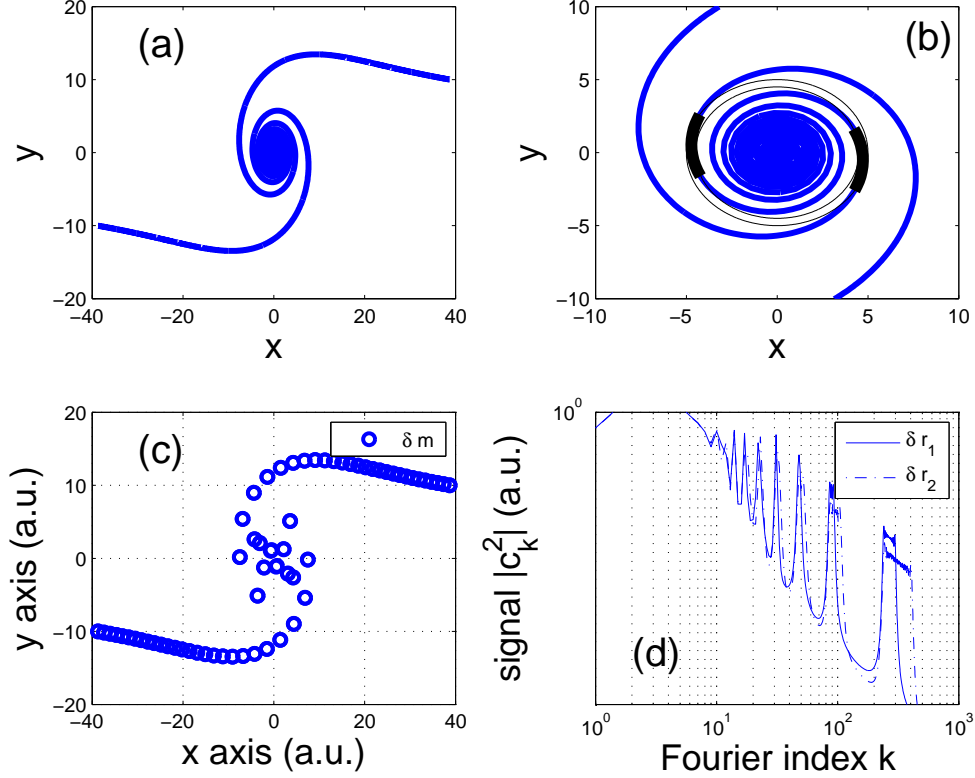 20
10
0
−10
−20
−40
−20
0
20
40
x
y
(a)
10
5
0
−5
−10
−10
−5
0
5
10
x
y
(b)
20
10
0
−10
−20
−40
−20
0
20
40
x axis (a.u.)
y axis (a.u.)
(c)
δ m
10^0
10^0
10^1
10^2
10^3
Fourier index k
signal |c_k^2| (a.u.)
(d)
δ r_1
δ r_2